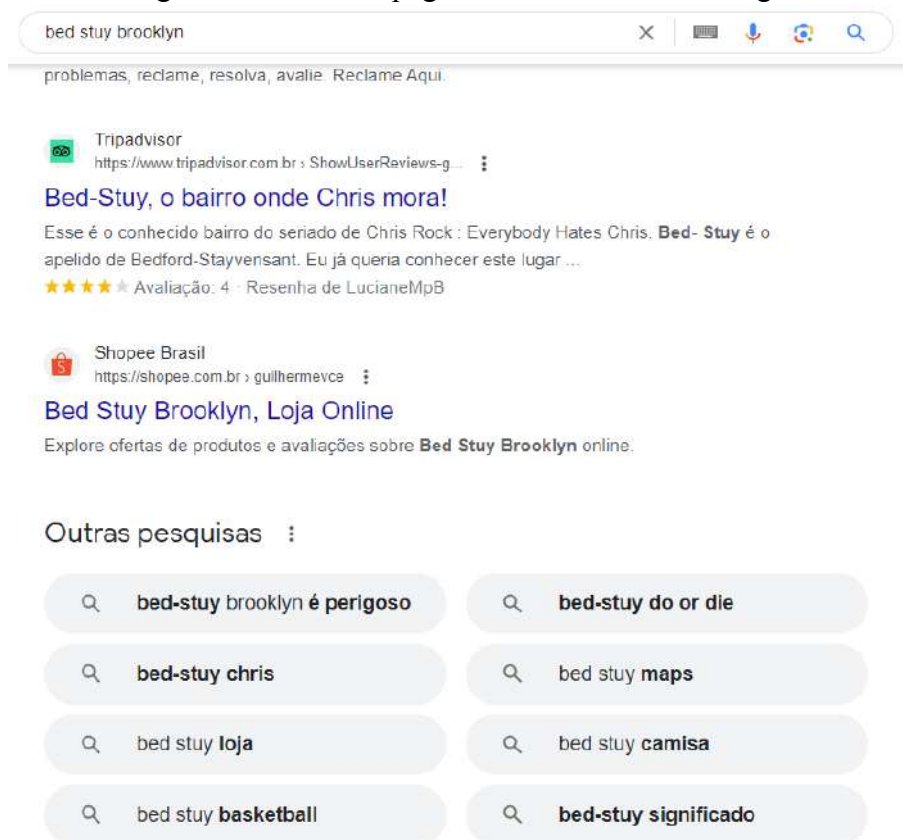 bed stuy brooklyn
problemas, reclame, resolva, avalie. Reclame Aqui.
Tripadvisor
https://www.tripadvisor.com.br › ShowUserReviews-g...
Bed-Stuy, o bairro onde Chris mora!
Esse é o conhecido bairro do seriado de Chris Rock : Everybody Hates Chris. Bed- Stuy é o
apelido de Bedford-Stayvensant. Eu já queria conhecer este lugar ...
Avaliação: 4 · Resenha de LucianeMpB
Shopee Brasil
https://shopee.com.br › guilhermevce
Bed Stuy Brooklyn, Loja Online
Explore ofertas de produtos e avaliações sobre Bed Stuy Brooklyn online.
Outras pesquisas
bed-stuy brooklyn é perigoso
bed-stuy do or die
bed-stuy chris
bed stuy maps
bed stuy loja
bed stuy camisa
bed stuy basketball
bed-stuy significado